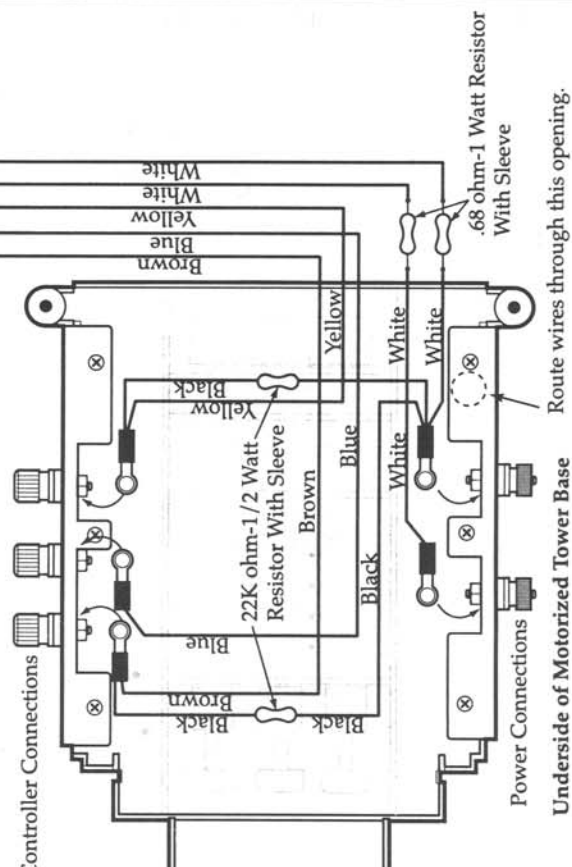 White
White
Yellow
Blue
Brown
.68 ohm-1 Watt Resistor
With Sleeve
Controller Connections
Black
Yellow
Yellow
White
White
22K ohm-1/2 Watt
Resistor With Sleeve
Blue
White
Brown
Black
Blue
Brown
Black
Black
Route wires through this opening.
Power Connections
Underside of Motorized Tower Base